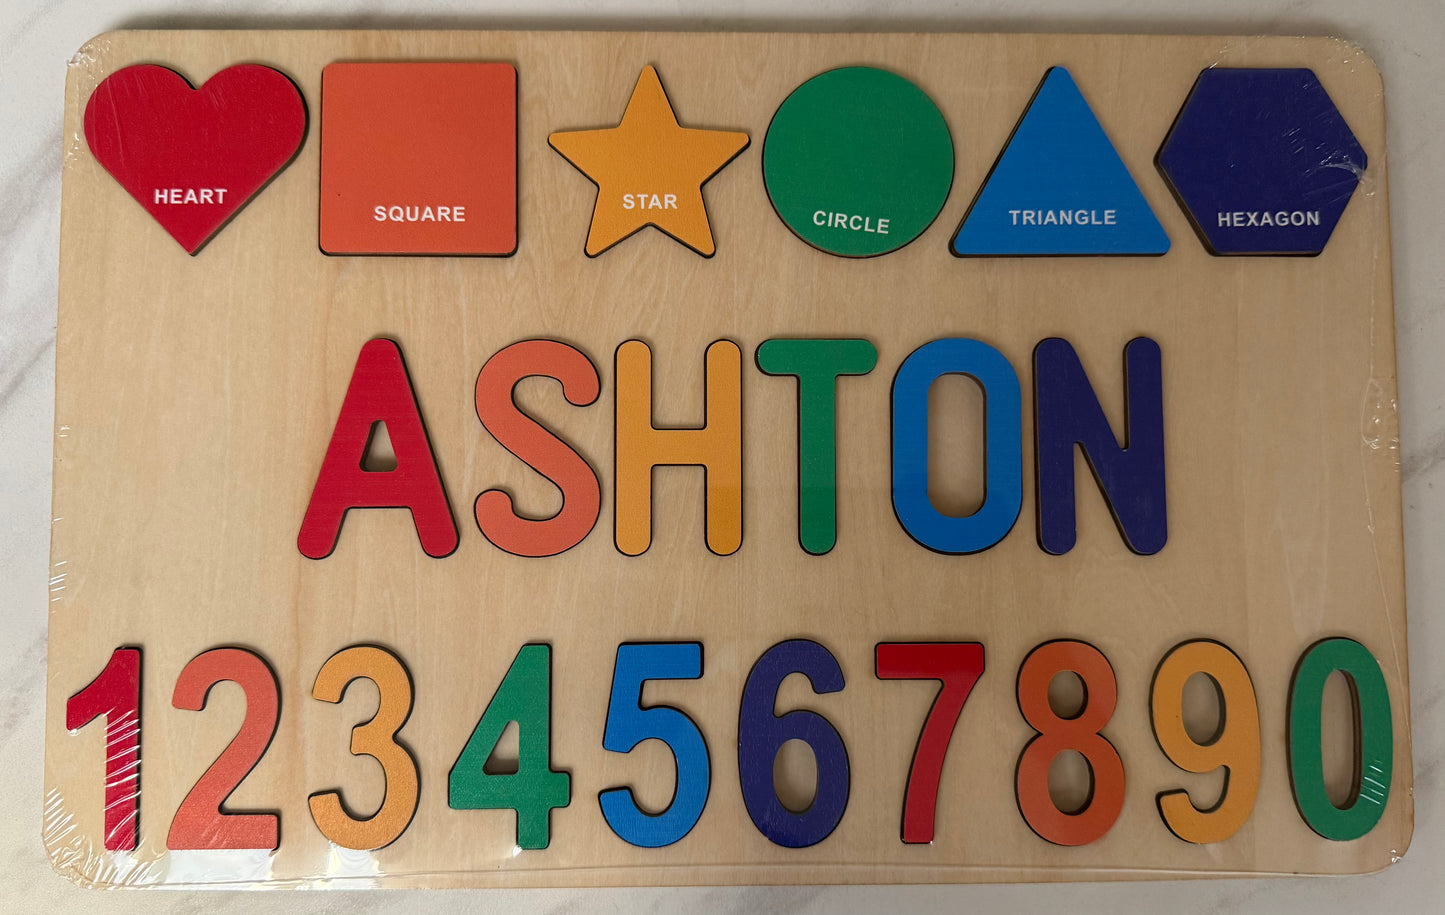 HEART SQUARE STAR CIRCLE TRIANGLE HEXAGON
ASHTON
1234567890